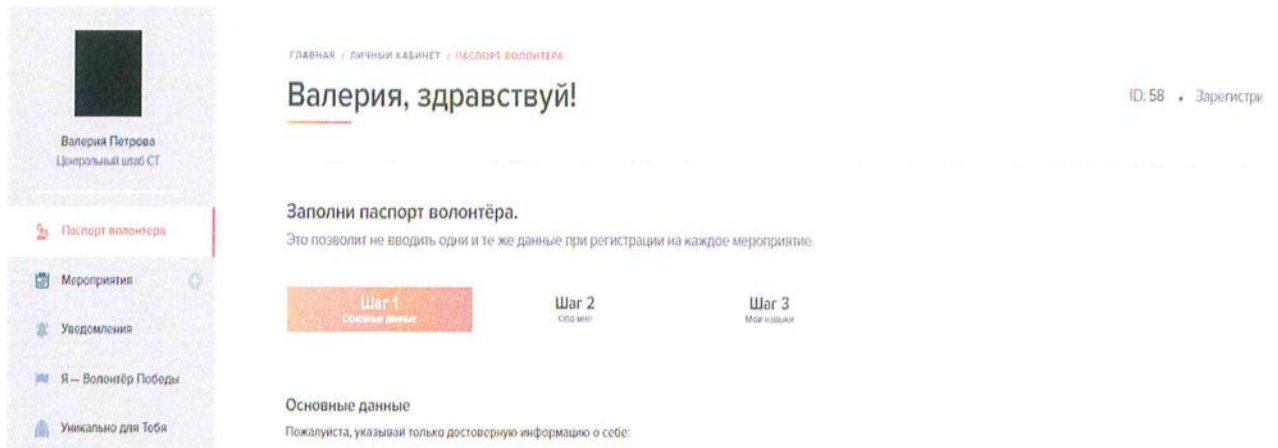 Валерия Петрова
Центральный штаб СТ
Паспорт волонтера
Мероприятия
Уведомления
Я — Волонтёр Победы
Уникально для Тебя
ГЛАВНАЯ / ЛИЧНЫЙ КАБИНЕТ / ПАСПОРТ ВОЛОНТЕРА
Валерия, здравствуй!
ID: 58 • Зарегистри
Заполни паспорт волонтёра.
Это позволит не вводить одни и те же данные при регистрации на каждое мероприятие.
Шаг 1
Основные данные
Шаг 2
Обо мне
Шаг 3
Мои навыки
Основные данные
Пожалуйста, указывай только достоверную информацию о себе: